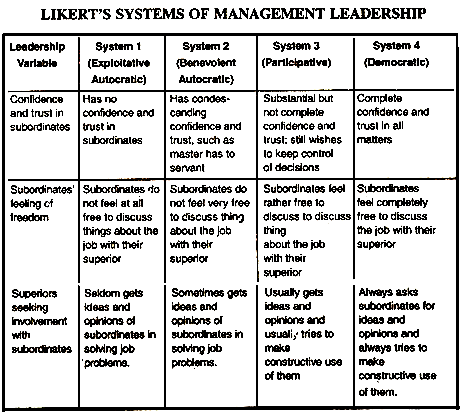 LIKERT'S SYSTEMS OF MANAGEMENT LEADERSHIP
Leadership
Variable
System 1
(Exploitative
Autocratic)
System 2
(Benevolent
Autocratic)
System 3
(Participative)
System 4
(Democratic)
Confidence
and trust in
subordinates
Has no
confidence and
trust in
subordinates
Has condes-
cending
confidence and
trust, such as
master has to
servant
Substantial but
not complete
confidence and
trust; still wishes
to keep control
of decisions
Complete
confidence and
trust in all
matters
Subordinates'
feeling of
freedom
Subordinates do
not feel at all
free to discuss
things about the
job with their
superior
Subordinates do
not feel very free
to discuss thing
about the job
with their
superior
Subordinates feel
rather free to
discuss to discuss
thing
about the job
with their
superior
Subordinates
feel completely
free to discuss
the job with their
superior
Superiors
seeking
involvement
with
subordinates
Seldom gets
ideas and
opinions of
subordinates in
solving job
problems.
Sometimes gets
ideas and
opinions of
subordinates in
solving job
problems.
Usually gets
ideas and
opinions and
usually tries to
make
constructive use
of them
Always asks
subordinates for
ideas and
opinions and
always tries to
make
constructive use
of them.